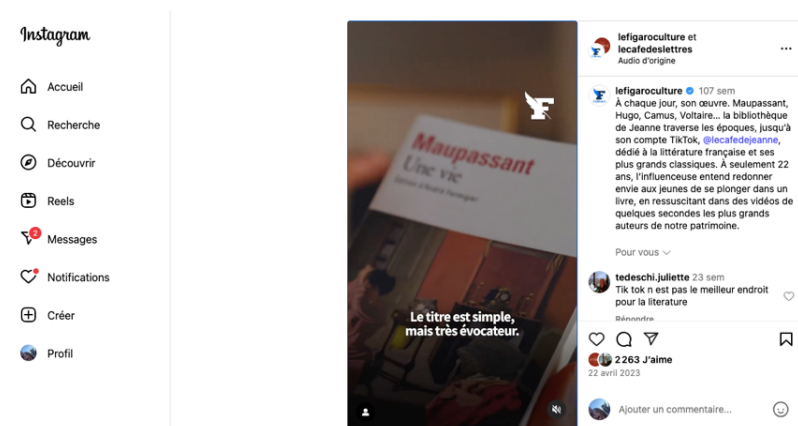 Instagram
Accueil
Recherche
Découvrir
Reels
2
Messages
Notifications
Créer
Profil
F
Maupassant
Une vie
Le titre est simple,
mais très évocateur.
lefigaroculture et
lecafedeslettres
Audio d'origine
lefigaroculture 107 sem
À chaque jour, son œuvre. Maupassant,
Hugo, Camus, Voltaire... la bibliothèque
de Jeanne traverse les époques, jusqu'à
son compte TikTok, @lecafedejeanne,
dédié à la littérature française et ses
plus grands classiques. À seulement 22
ans, l'influenceuse entend redonner
envie aux jeunes de se plonger dans un
livre, en ressuscitant dans des vidéos de
quelques secondes les plus grands
auteurs de notre patrimoine.
Pour vous
tedeschi.juliette 23 sem
Tik tok n est pas le meilleur endroit
pour la literature
Répondre
2 263 J'aime
22 avril 2023
Ajouter un commentaire...